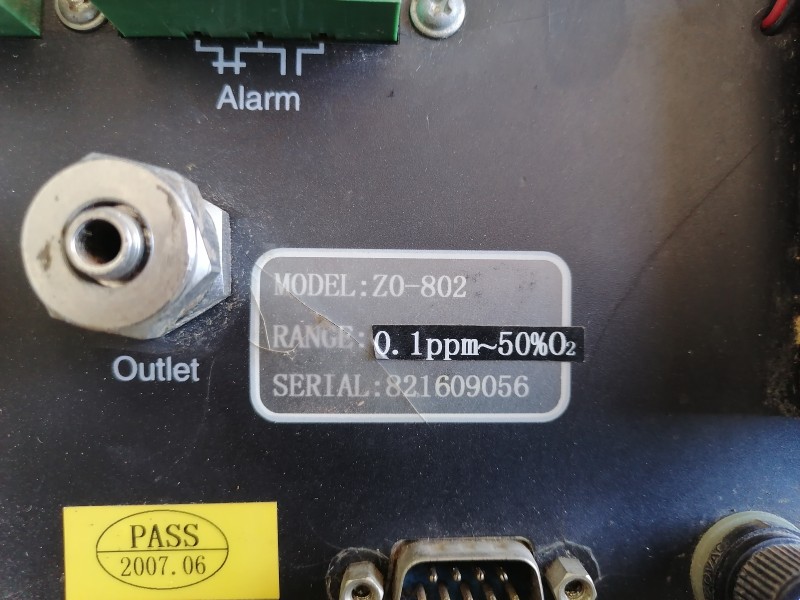 Alarm
Outlet
MODEL:ZO-802
RANGE:0.1ppm~50%O₂
SERIAL:821609056
PASS
2007.06